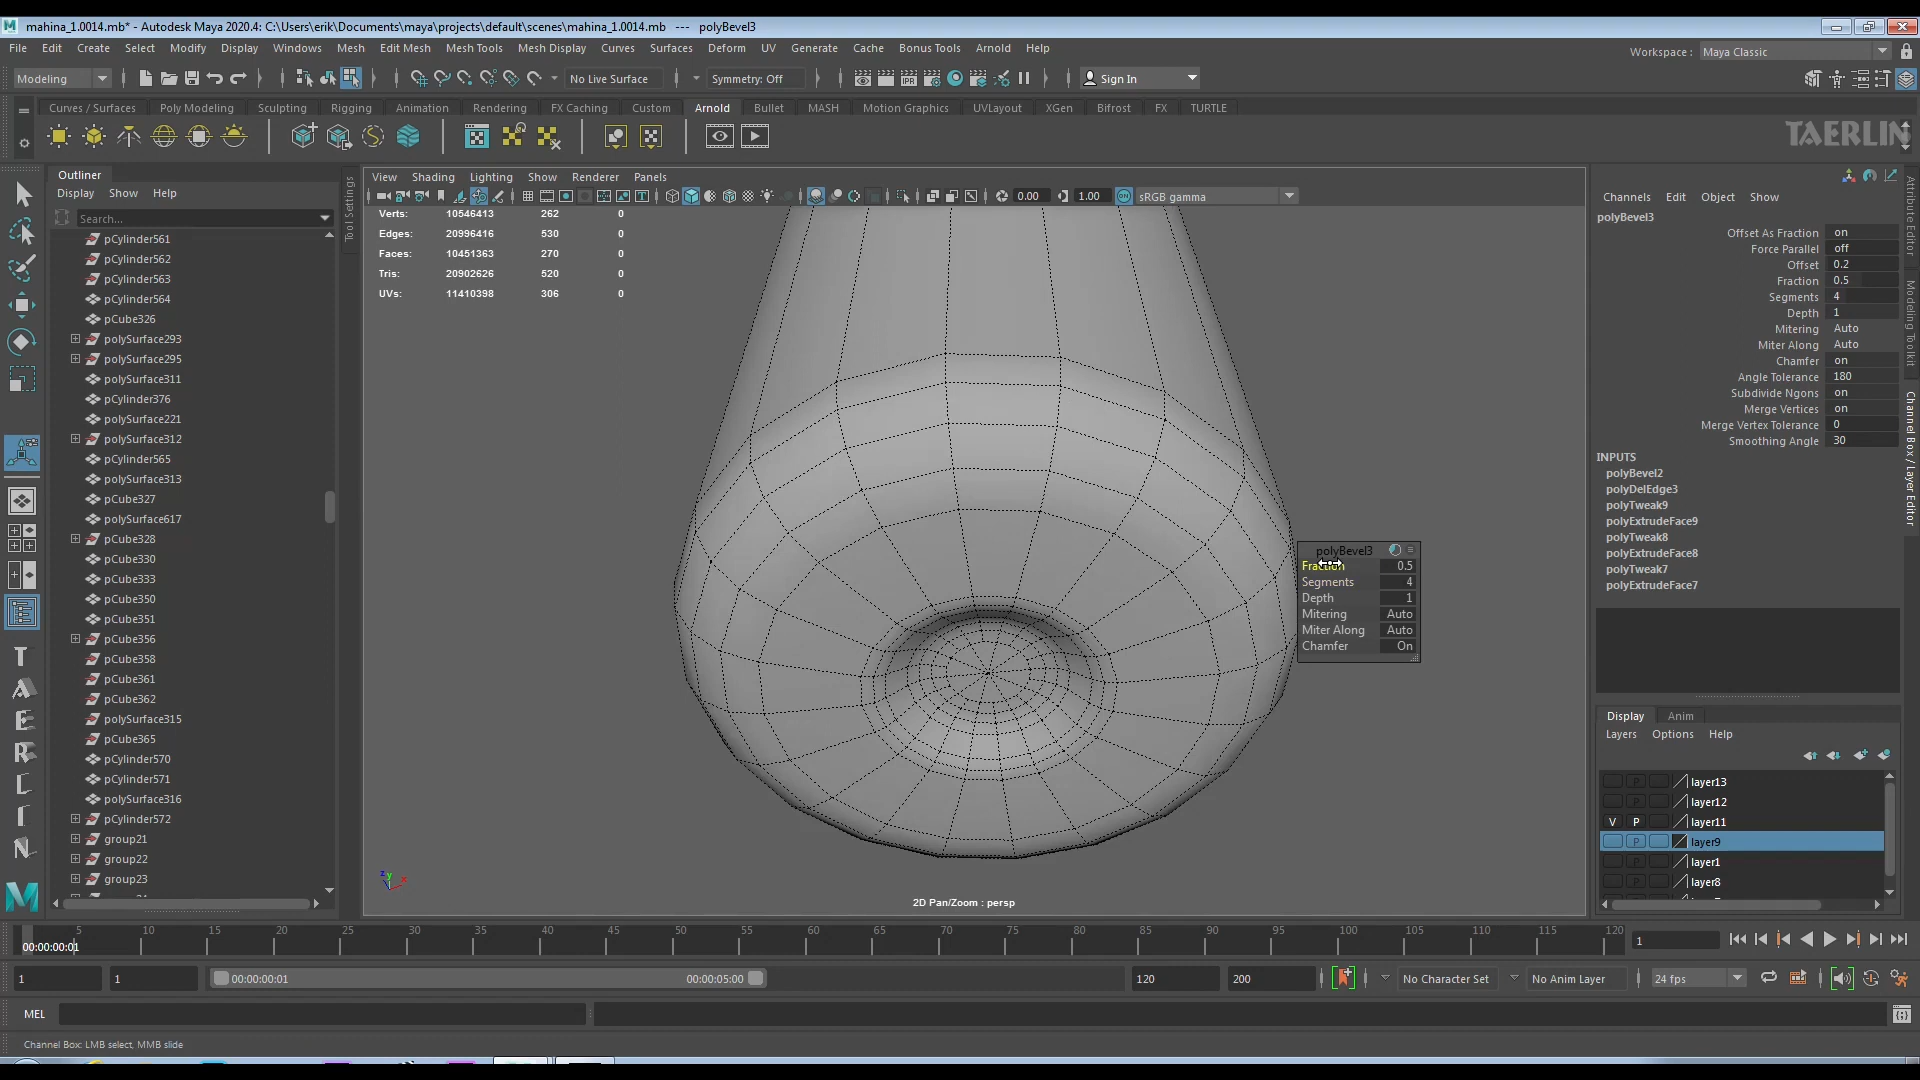 mahina_1.0014.mb* - Autodesk Maya 2020.4: C:\Users\erik\Documents\maya\projects\default\scenes\mahina_1.0014.mb --- polyBevel3
File Edit Create Select Modify Display Windows Mesh Edit Mesh Mesh Tools Mesh Display Curves Surfaces Deform UV Generate Cache Bonus Tools Arnold Help
Workspace : Maya Classic
Modeling No Live Surface Symmetry: Off IPR Sign In
Curves / Surfaces Poly Modeling Sculpting Rigging Animation Rendering FX Caching Custom Arnold Bullet MASH Motion Graphics UVLayout XGen Bifrost FX TURTLE
TAERLIN
Outliner
Display Show Help
Search...
pCylinder561
pCylinder562
pCylinder563
pCylinder564
pCube326
polySurface293
polySurface295
polySurface311
pCylinder376
polySurface221
polySurface312
pCylinder565
polySurface313
pCube327
polySurface617
pCube328
pCube330
pCube333
pCube350
pCube351
pCube356
pCube358
pCube361
pCube362
polySurface315
pCube365
pCylinder570
pCylinder571
polySurface316
pCylinder572
group21
group22
group23
Tool Settings
View Shading Lighting Show Renderer Panels
0.00 1.00 ON sRGB gamma
Verts: 10546413 262 0
Edges: 20996416 530 0
Faces: 10451363 270 0
Tris: 20902626 520 0
UVs: 11410398 306 0
polyBevel3
Fraction 0.5
Segments 4
Depth 1
Mitering Auto
Miter Along Auto
Chamfer On
z y x
2D Pan/Zoom : persp
Channels Edit Object Show
polyBevel3
Offset As Fraction on
Force Parallel off
Offset 0.2
Fraction 0.5
Segments 4
Depth 1
Mitering Auto
Miter Along Auto
Chamfer on
Angle Tolerance 180
Subdivide Ngons on
Merge Vertices on
Merge Vertex Tolerance 0
Smoothing Angle 30
INPUTS
polyBevel2
polyDelEdge3
polyTweak9
polyExtrudeFace9
polyTweak8
polyExtrudeFace8
polyTweak7
polyExtrudeFace7
Attribute Editor
Modeling Toolkit
Channel Box / Layer Editor
Display Anim
Layers Options Help
P layer13
P layer12
V P layer11
P layer9
P layer1
P layer8
5 10 15 20 25 30 35 40 45 50 55 60 65 70 75 80 85 90 95 100 105 110 115 120
00:00:00:01
1
1 1 00:00:00:01 00:00:05:00 120 200 No Character Set No Anim Layer 24 fps
MEL
Channel Box: LMB select, MMB slide